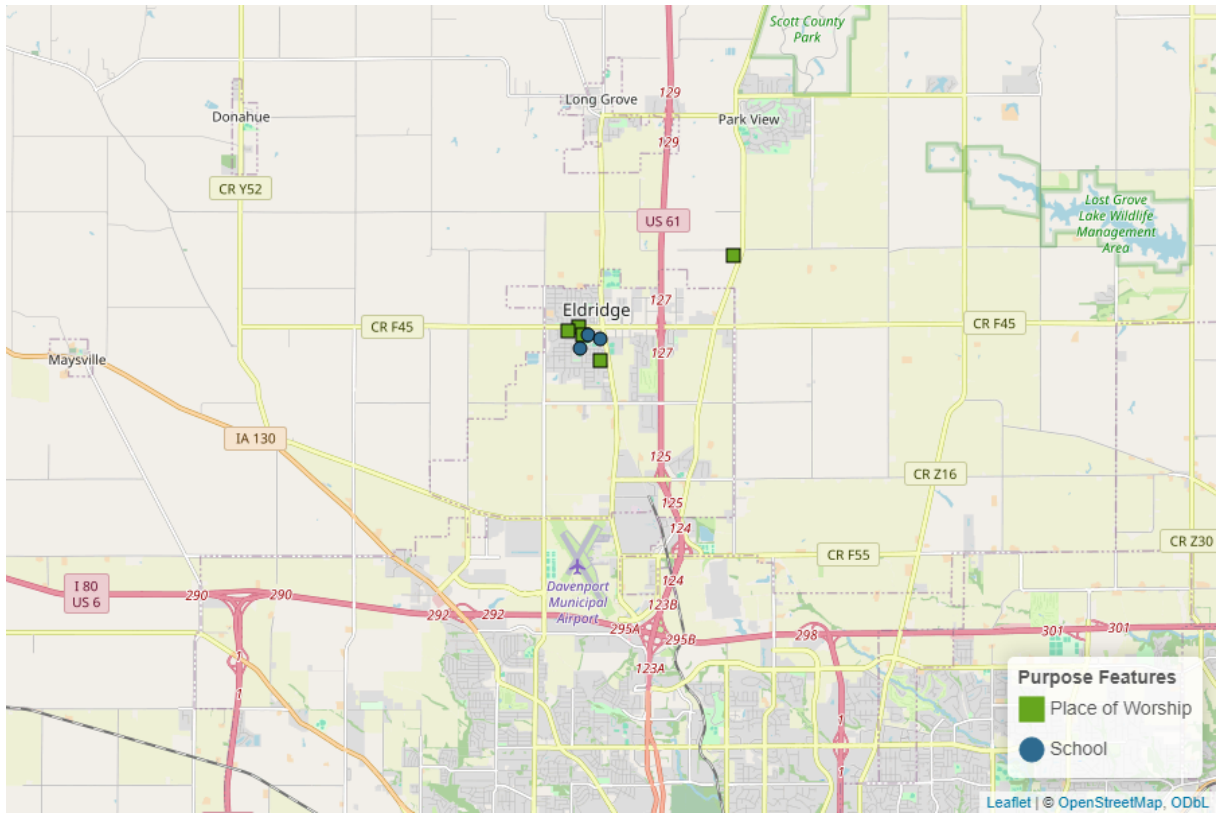 Scott County
Park
129
Long Grove
Donahue
Park View
129
CR Y52
Lost Grove
Lake Wildlife
Management
Area
US 61
127
Eldridge
CR F45
CR F45
127
Maysville
IA 130
125
CR Z16
125
124
CR Z30
CR F55
124
Davenport
Municipal
Airport
I 80
US 6
290
290
292
292
123B
295A
295B
298
301
301
123A
1
1
1
1
Purpose Features
Place of Worship
School
Leaflet | © OpenStreetMap, ODbL